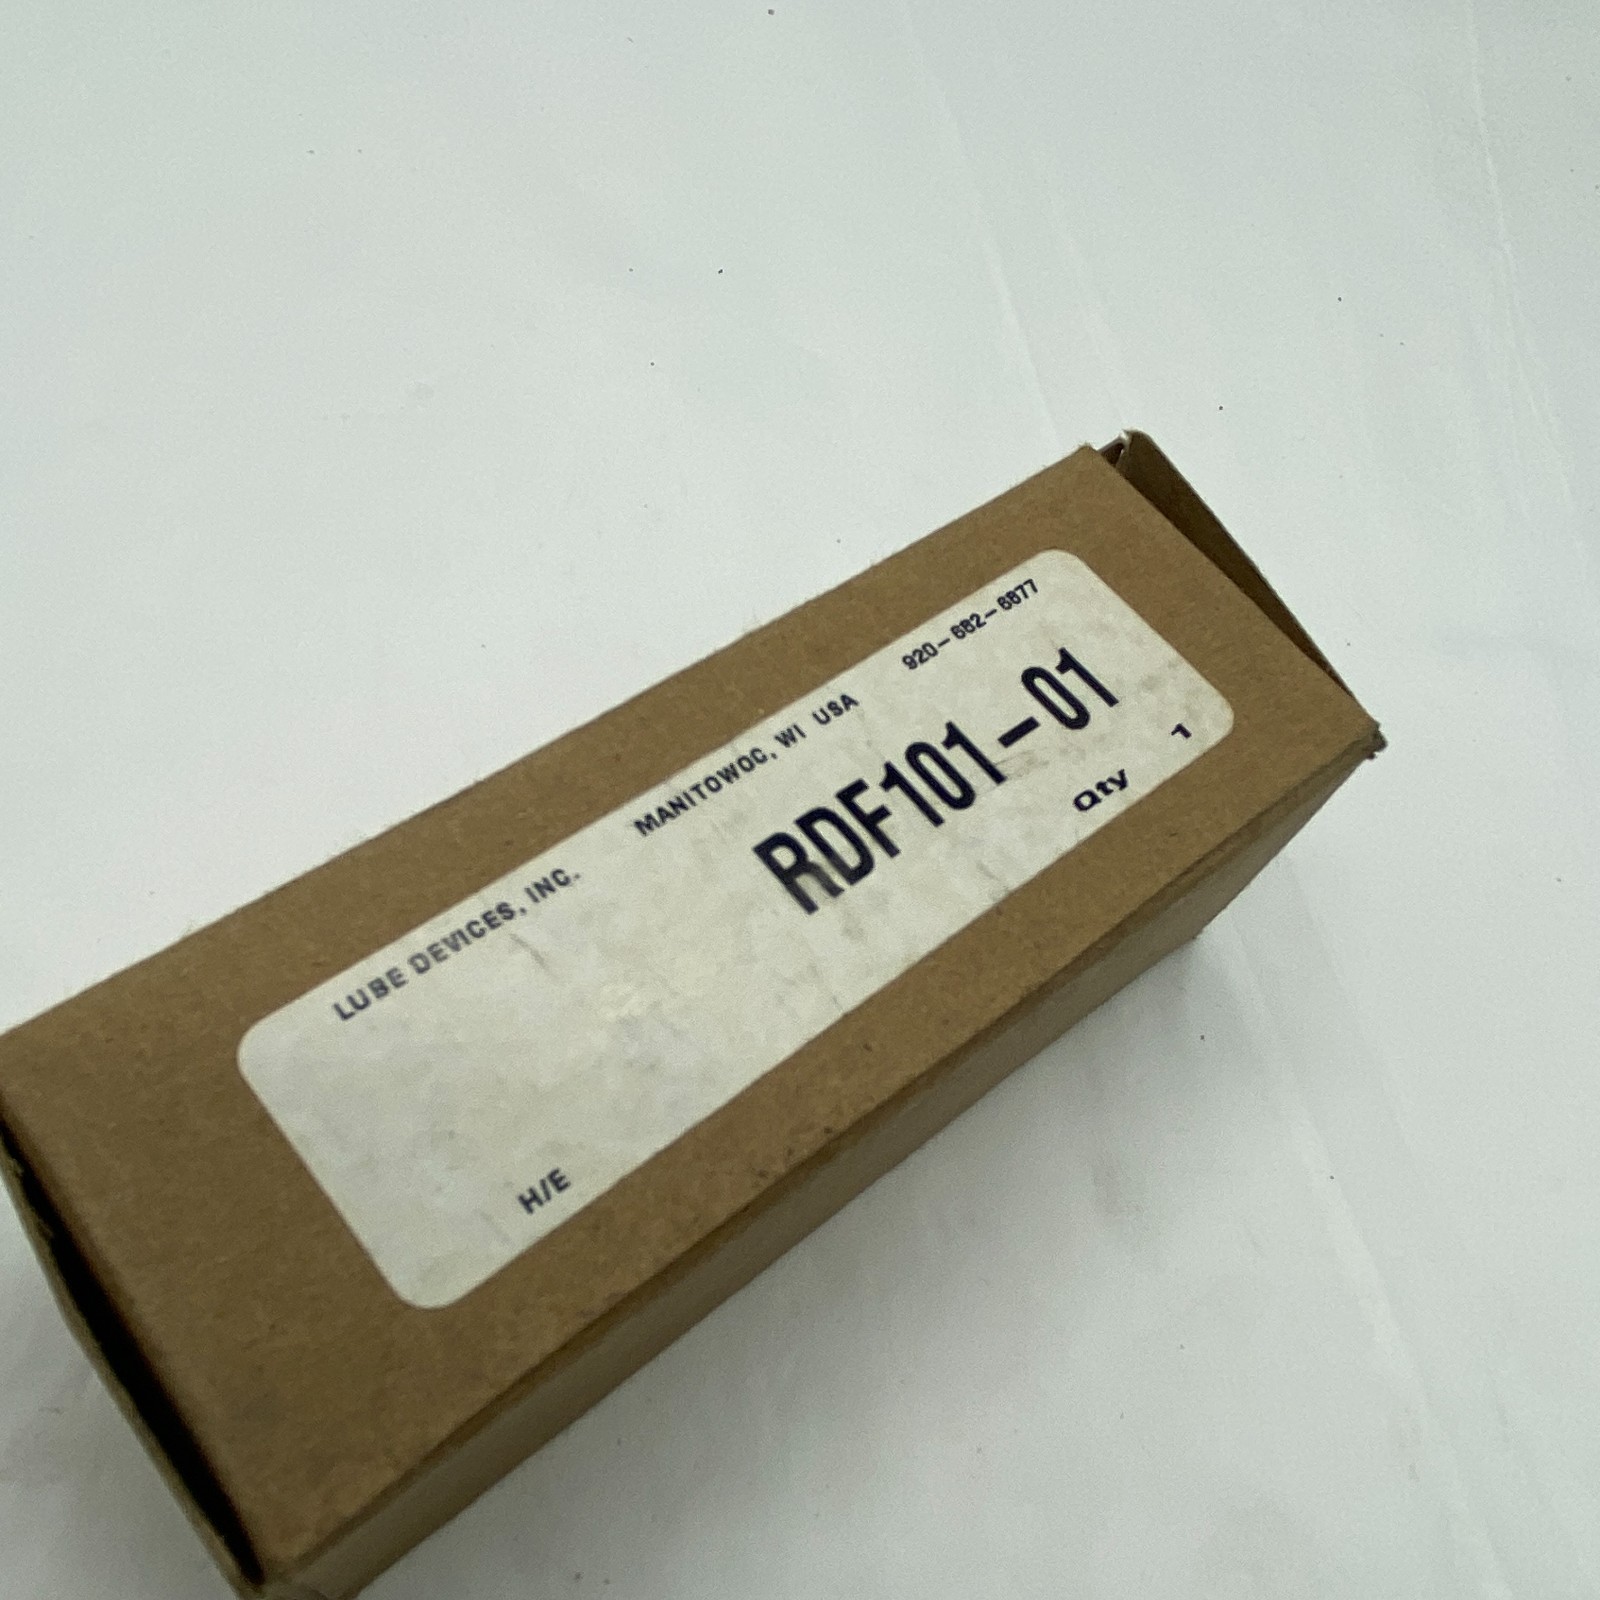 LUBE DEVICES, INC. MANITOWOC, WI USA 920-682-6877
RDF101-01
H/E Qty 1